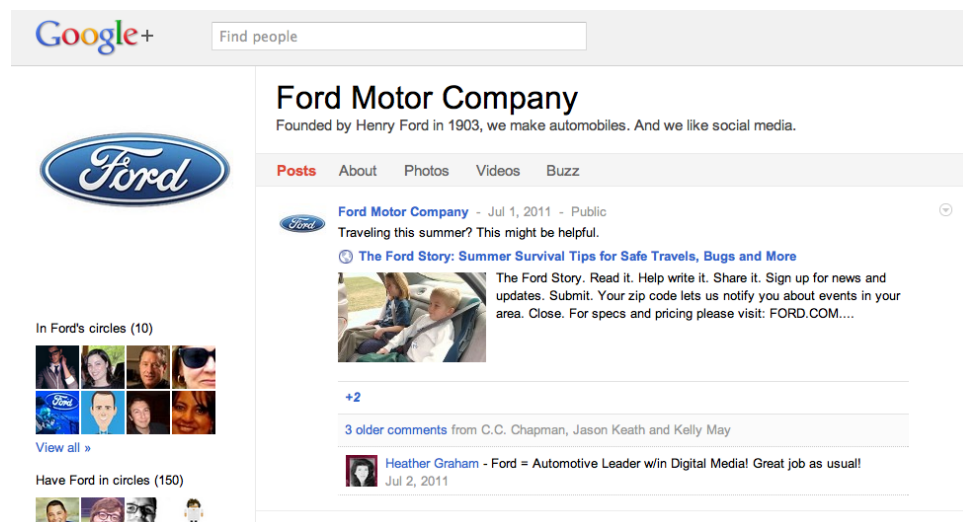 Google+
Find people
Ford Motor Company
Founded by Henry Ford in 1903, we make automobiles. And we like social media.
Ford
Posts About Photos Videos Buzz
Ford
Ford Motor Company - Jul 1, 2011 - Public
Traveling this summer? This might be helpful.
The Ford Story: Summer Survival Tips for Safe Travels, Bugs and More
The Ford Story. Read it. Help write it. Share it. Sign up for news and
updates. Submit. Your zip code lets us notify you about events in your
area. Close. For specs and pricing please visit: FORD.COM....
+2
3 older comments from C.C. Chapman, Jason Keath and Kelly May
Heather Graham - Ford = Automotive Leader w/in Digital Media! Great job as usual!
Jul 2, 2011
In Ford's circles (10)
Ford
View all »
Have Ford in circles (150)